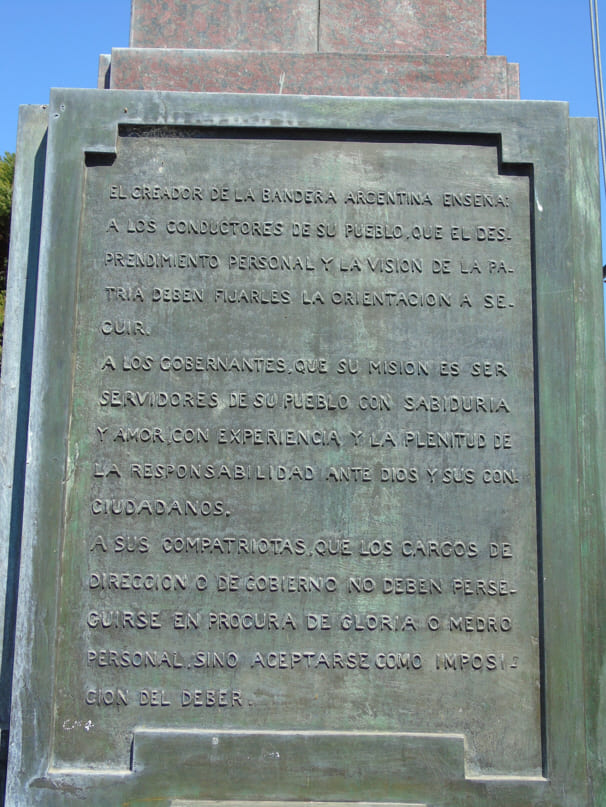 EL CREADOR DE LA BANDERA ARGENTINA ENSEÑA:
A LOS CONDUCTORES DE SU PUEBLO, QUE EL DES-
PRENDIMIENTO PERSONAL Y LA VISION DE LA PA-
TRIA DEBEN FIJARLES LA ORIENTACION A SE-
GUIR.
A LOS GOBERNANTES, QUE SU MISION ES SER
SERVIDORES DE SU PUEBLO CON SABIDURIA
Y AMOR, CON EXPERIENCIA Y LA PLENITUD DE
LA RESPONSABILIDAD ANTE DIOS Y SUS CON-
CIUDADANOS.
A SUS COMPATRIOTAS, QUE LOS CARGOS DE
DIRECCION O DE GOBIERNO NO DEBEN PERSE-
GUIRSE EN PROCURA DE GLORIA O MEDRO
PERSONAL, SINO ACEPTARSE COMO IMPOSI-
CION DEL DEBER.